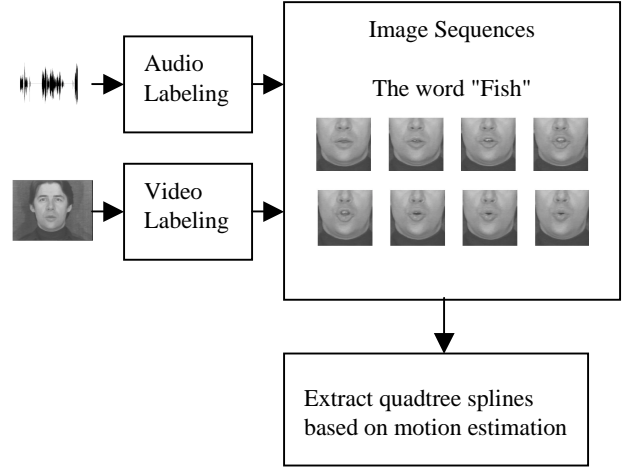 Audio
Labeling
Video
Labeling
Image Sequences
The word "Fish"
Extract quadtree splines
based on motion estimation